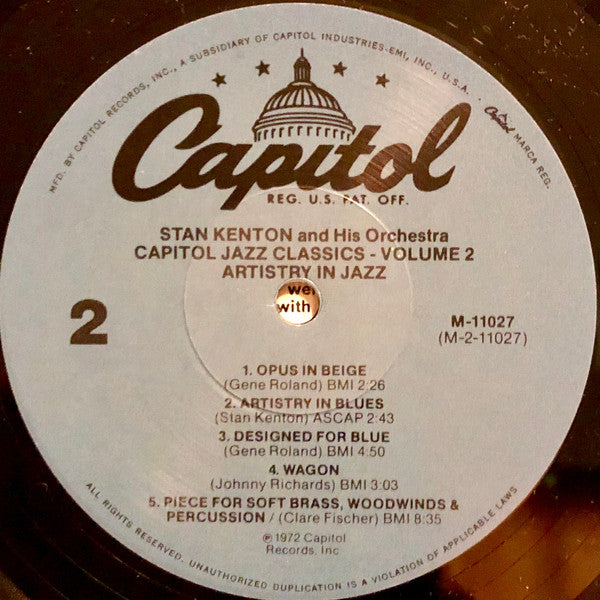 MFD. BY CAPITOL RECORDS, INC., A SUBSIDIARY OF CAPITOL INDUSTRIES-EMI, INC., U.S.A. · Capitol MARCA REG.
Capitol
REG. U.S. PAT. OFF.
STAN KENTON and His Orchestra
CAPITOL JAZZ CLASSICS - VOLUME 2
ARTISTRY IN JAZZ
with
2
M-11027
(M-2-11027)
1. OPUS IN BEIGE
(Gene Roland) BMI 2:26
2. ARTISTRY IN BLUES
(Stan Kenton) ASCAP 2:43
3. DESIGNED FOR BLUE
(Gene Roland) BMI 4:50
4. WAGON
(Johnny Richards) BMI 3:03
5. PIECE FOR SOFT BRASS, WOODWINDS &
PERCUSSION / (Clare Fischer) BMI 8:35
℗ 1972 Capitol
Records, Inc
ALL RIGHTS RESERVED. UNAUTHORIZED DUPLICATION IS A VIOLATION OF APPLICABLE LAWS